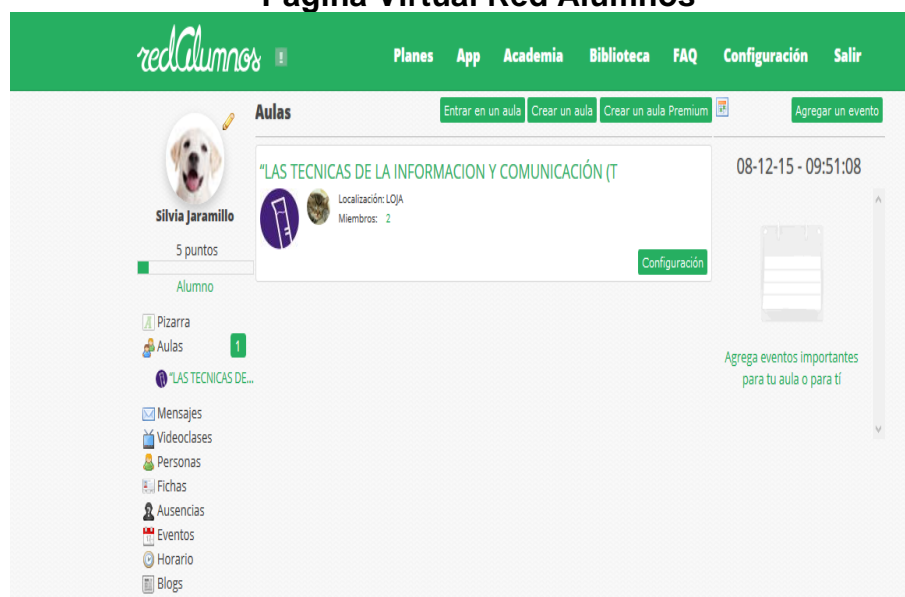 Página Virtual Red Alumnos
redAlumnos !
Planes App Academia Biblioteca FAQ Configuración Salir
Silvia Jaramillo
5 puntos
Alumno
Pizarra
Aulas 1
"LAS TECNICAS DE...
Mensajes
Videoclases
Personas
Fichas
Ausencias
Eventos
Horario
Blogs
Aulas
Entrar en un aula Crear un aula Crear un aula Premium
"LAS TECNICAS DE LA INFORMACION Y COMUNICACIÓN (T
Localización: LOJA
Miembros: 2
Configuración
Agregar un evento
08-12-15 - 09:51:08
Agrega eventos importantes
para tu aula o para tí